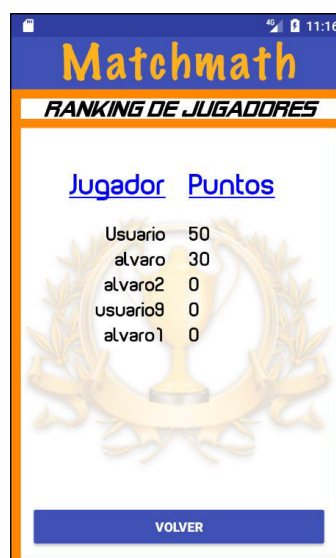 4G 11:16
Matchmath
RANKING DE JUGADORES
Jugador Puntos
Usuario 50
alvaro 30
alvaro2 0
usuario9 0
alvaro1 0
VOLVER